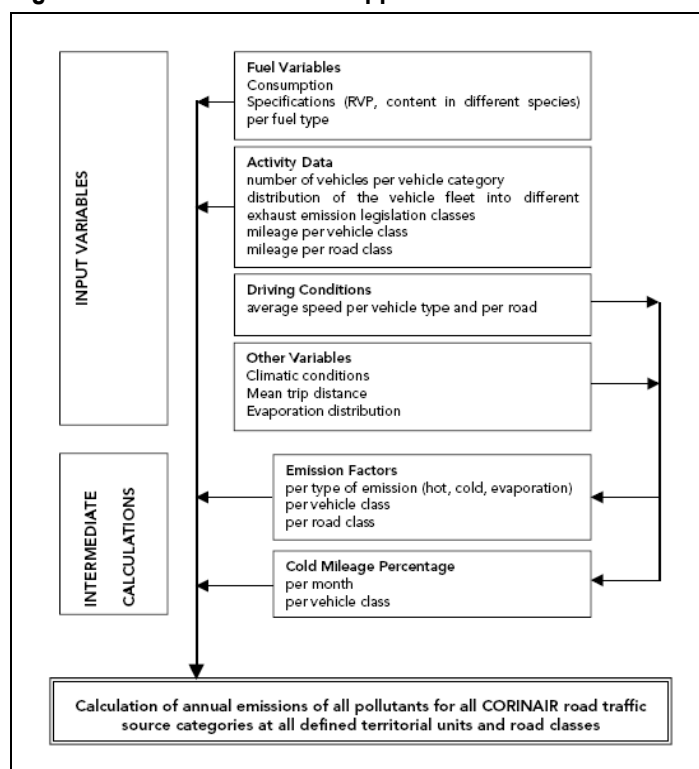 INPUT VARIABLES
Fuel Variables
Consumption
Specifications (RVP, content in different species)
per fuel type
Activity Data
number of vehicles per vehicle category
distribution of the vehicle fleet into different
exhaust emission legislation classes
mileage per vehicle class
mileage per road class
Driving Conditions
average speed per vehicle type and per road
Other Variables
Climatic conditions
Mean trip distance
Evaporation distribution
INTERMEDIATE
CALCULATIONS
Emission Factors
per type of emission (hot, cold, evaporation)
per vehicle class
per road class
Cold Mileage Percentage
per month
per vehicle class
Calculation of annual emissions of all pollutants for all CORINAIR road traffic
source categories at all defined territorial units and road classes